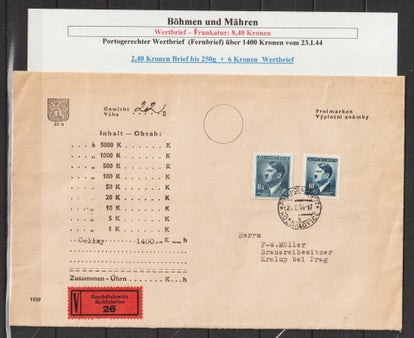 Böhmen und Mähren
Wertbrief – Frankatur: 8,40 Kronen
Portogerechter Wertbrief (Fernbrief) über 1400 Kronen vom 23.1.44
2,40 Kronen Brief bis 250g + 6 Kronen Wertbrief
Gewicht
Váha
g
50 h
Freimarken
Výplatní známky
Inhalt - Obsah:
à 5000 K K
" 1000 K K
" 500 K K
" 100 K K
" 50 K K
" 20 K K
" 10 K K
" 5 K K
" 1 K K
1400 K h
K h
Zusammen - Úhrn K h
Herrn
F.W.Möller
Brauereibesitzer
Kralup bei Prag
V
26
1939